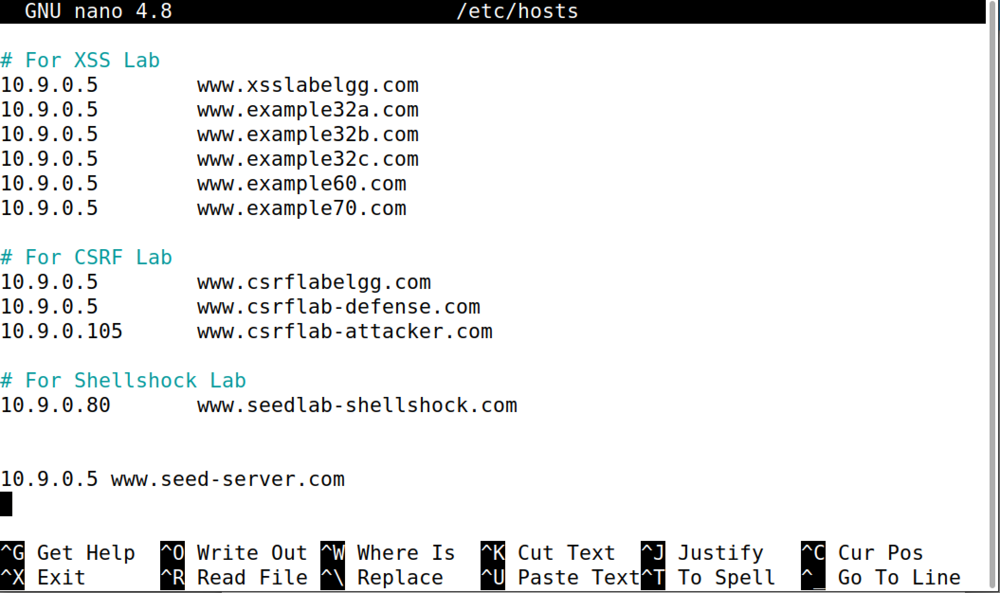 GNU nano 4.8 /etc/hosts
# For XSS Lab
10.9.0.5 www.xsslabelgg.com
10.9.0.5 www.example32a.com
10.9.0.5 www.example32b.com
10.9.0.5 www.example32c.com
10.9.0.5 www.example60.com
10.9.0.5 www.example70.com
# For CSRF Lab
10.9.0.5 www.csrflabelgg.com
10.9.0.5 www.csrflab-defense.com
10.9.0.105 www.csrflab-attacker.com
# For Shellshock Lab
10.9.0.80 www.seedlab-shellshock.com
10.9.0.5 www.seed-server.com
^G Get Help ^O Write Out ^W Where Is ^K Cut Text ^J Justify ^C Cur Pos
^X Exit ^R Read File ^\ Replace ^U Paste Text ^T To Spell ^_ Go To Line